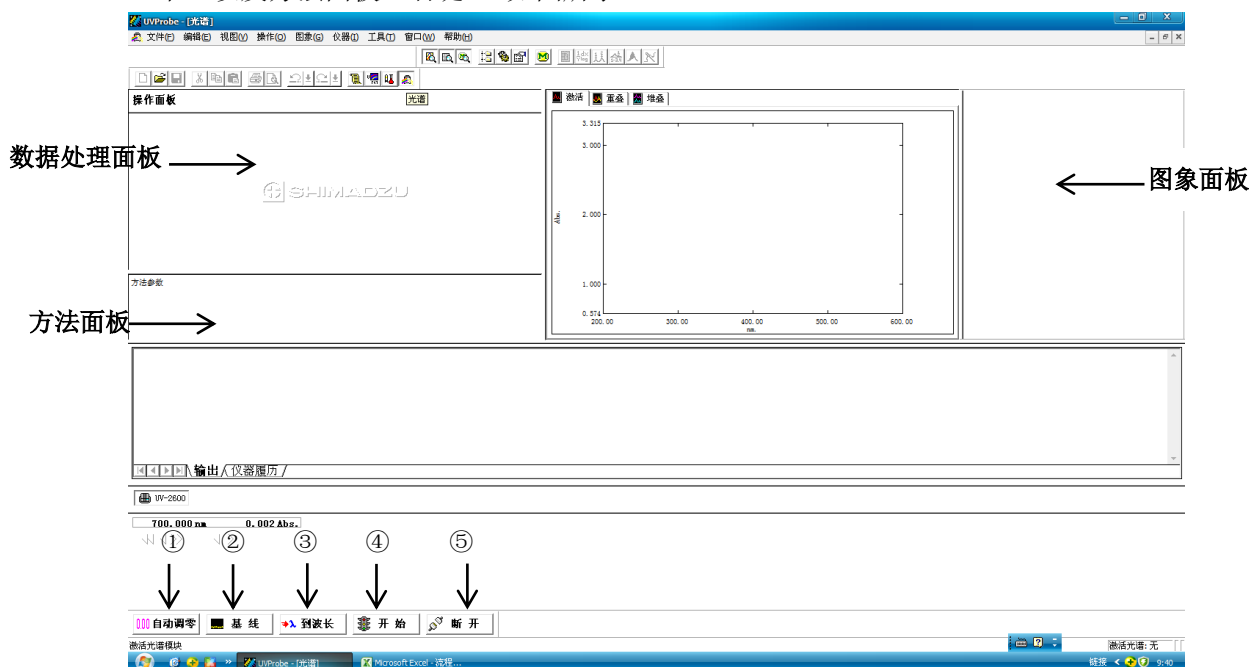 UVProbe - [光谱]
文件(F) 编辑(E) 视图(V) 操作(O) 图象(G) 仪器(I) 工具(T) 窗口(W) 帮助(H)
操作面板
光谱
激活 重叠 堆叠
数据处理面板
SHIMADZU
图象面板
3.315
3.000
2.000
Abs.
1.000
0.574
200.00 300.00 400.00 500.00 600.00
nm.
方法参数
方法面板
输出 仪器履历
UV-2600
700.000 nm 0.002 Abs.
① ② ③ ④ ⑤
0.00 自动调零 基线 λ 到波长 开始 断开
激活光谱模块
激活光谱: 无
UVProbe - [光谱] Microsoft Excel - 流程... 链接 9:40